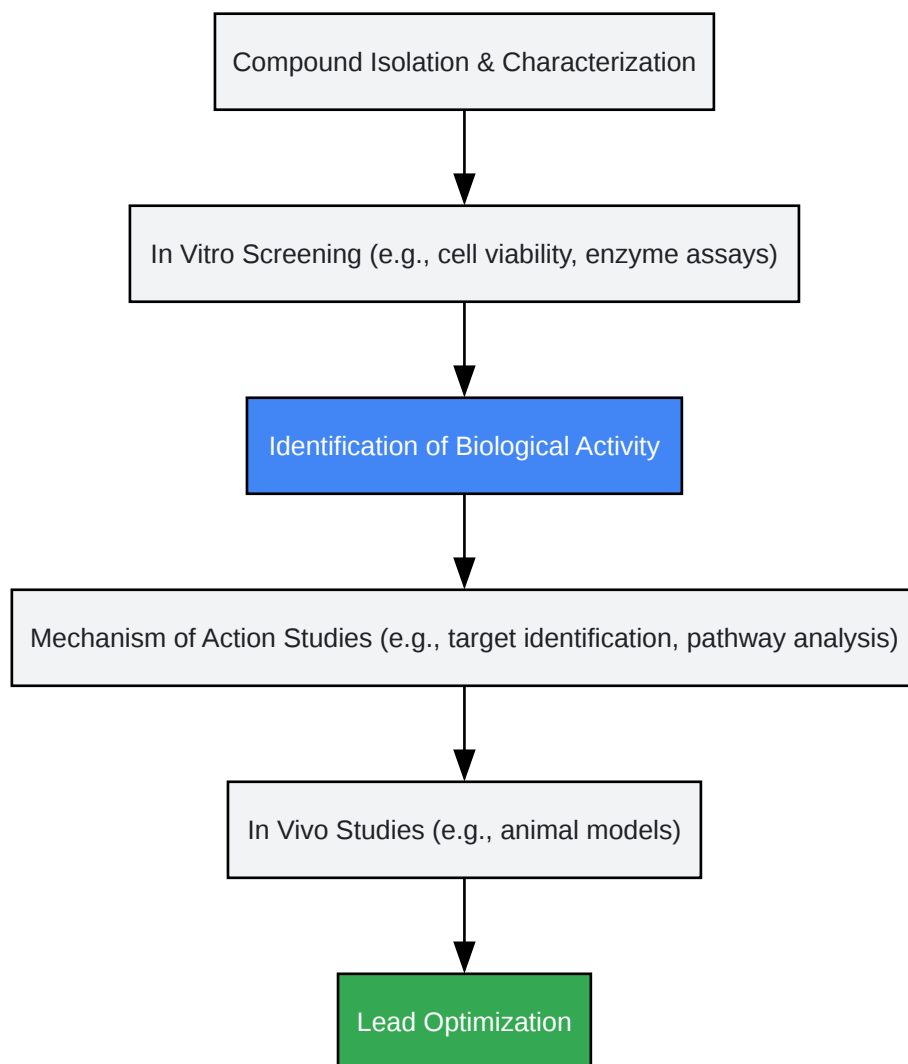 Compound Isolation & Characterization
In Vitro Screening (e.g., cell viability, enzyme assays)
Identification of Biological Activity
Mechanism of Action Studies (e.g., target identification, pathway analysis)
In Vivo Studies (e.g., animal models)
Lead Optimization